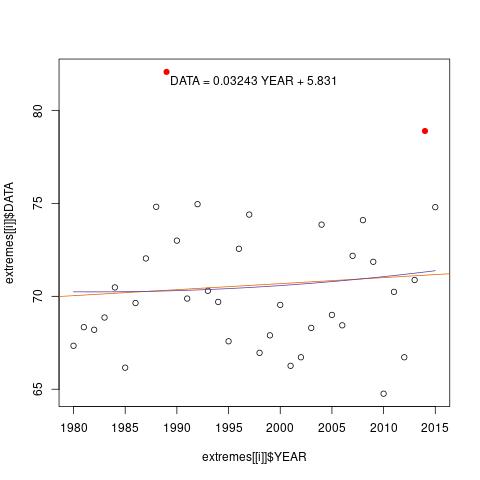 DATA = 0.03243 YEAR + 5.831
80
75
70
65
extremes[[i]]$DATA
1980 1985 1990 1995 2000 2005 2010 2015
extremes[[i]]$YEAR